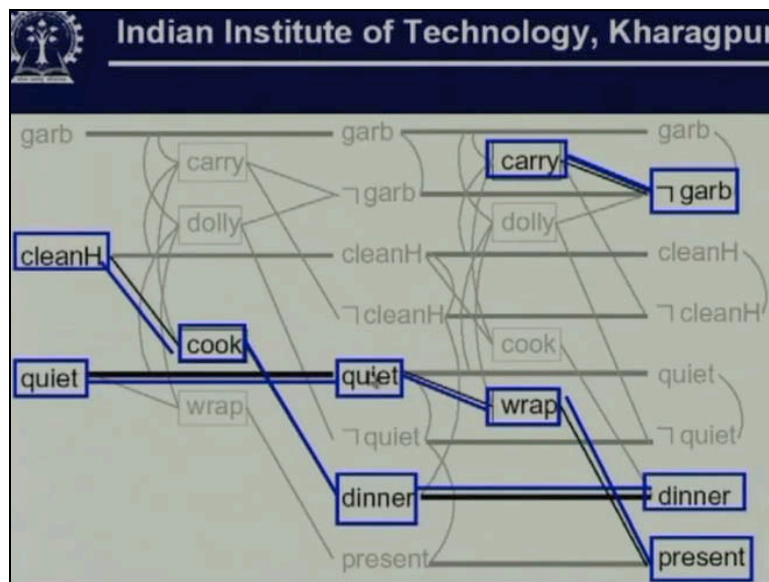 Indian Institute of Technology, Kharagpur
garb garb garb
carry carry
¬garb ¬garb
dolly dolly
cleanH cleanH cleanH
¬cleanH ¬cleanH
cook cook
quiet quiet quiet
wrap wrap
¬quiet ¬quiet
dinner dinner
present present